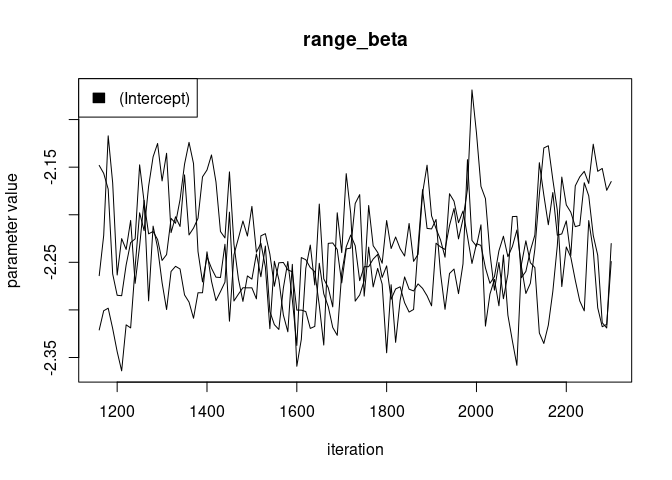 range_beta
(Intercept)
parameter value
-2.15
-2.25
-2.35
1200 1400 1600 1800 2000 2200
iteration